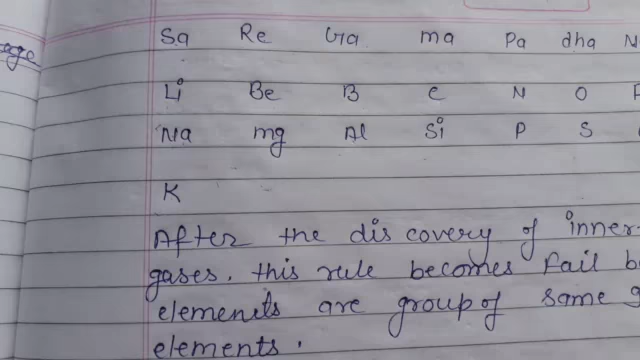 Sa Re Ga ma Pa dha N
Li Be B C N O F
Na mg Al Si P S
K
After the discovery of inner-
gases. this rule becomes fail b
elements are group of same g
elements.